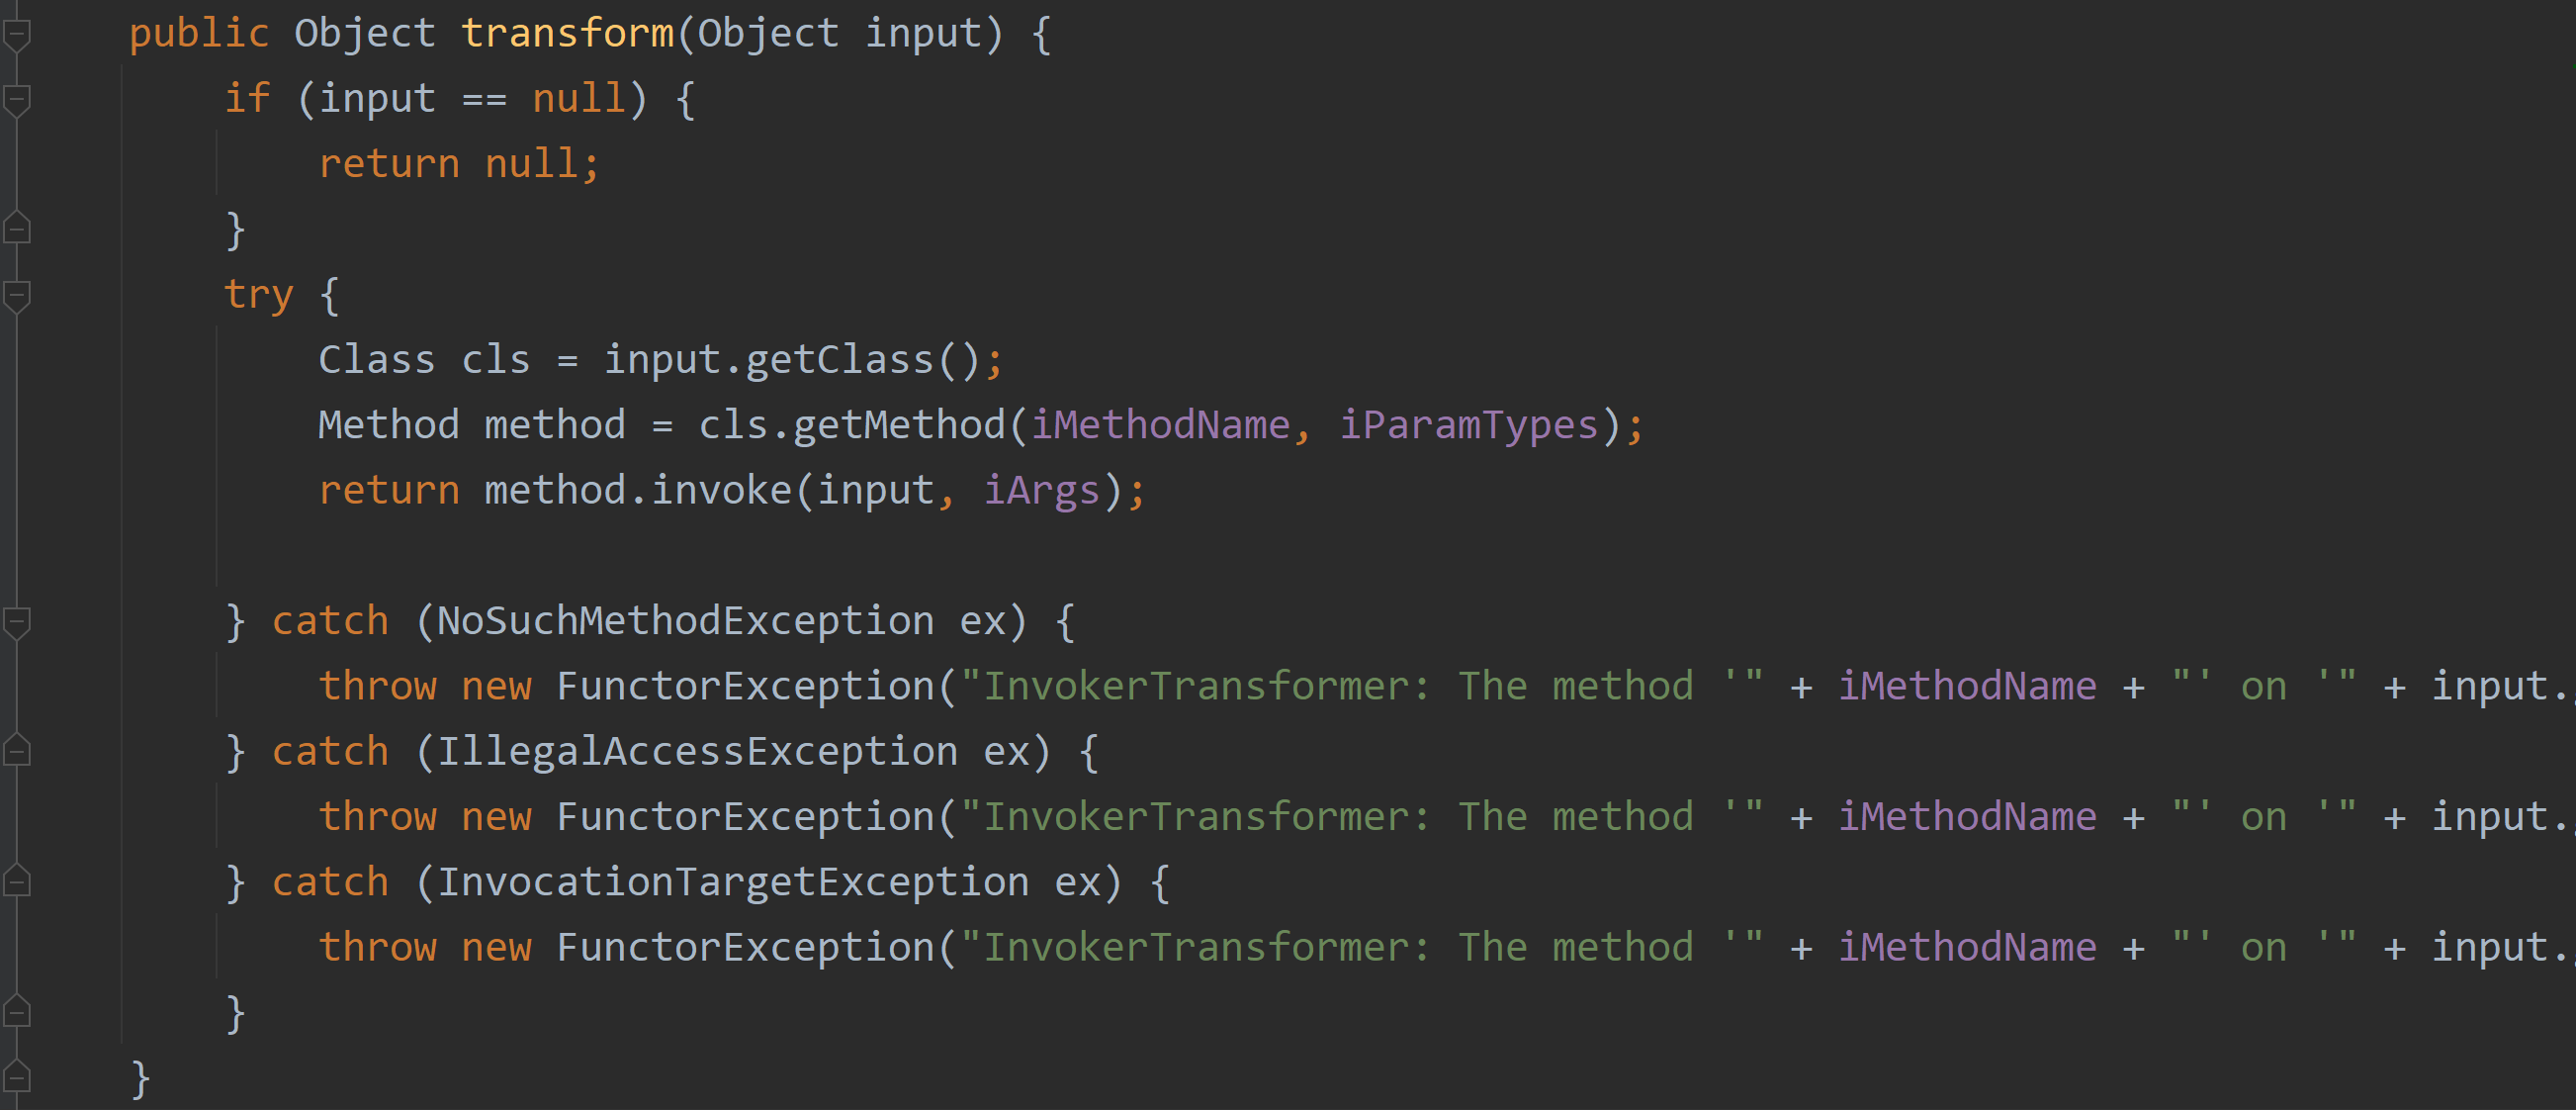 public Object transform(Object input) {
if (input == null) {
return null;
}
try {
Class cls = input.getClass();
Method method = cls.getMethod(iMethodName, iParamTypes);
return method.invoke(input, iArgs);
} catch (NoSuchMethodException ex) {
throw new FunctorException("InvokerTransformer: The method '" + iMethodName + "' on '" + input.
} catch (IllegalAccessException ex) {
throw new FunctorException("InvokerTransformer: The method '" + iMethodName + "' on '" + input.
} catch (InvocationTargetException ex) {
throw new FunctorException("InvokerTransformer: The method '" + iMethodName + "' on '" + input.
}
}